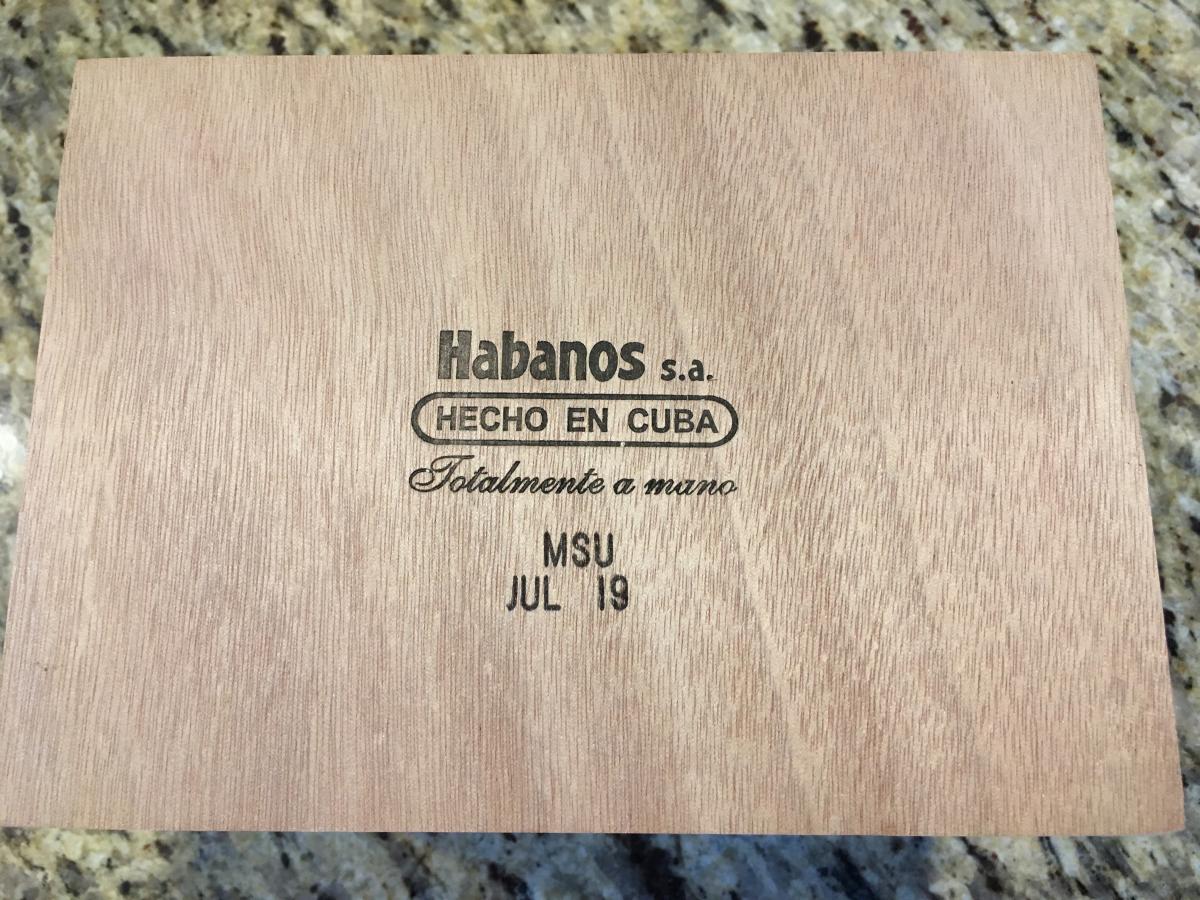 Habanos s.a.
HECHO EN CUBA
Totalmente a mano
MSU
JUL 19